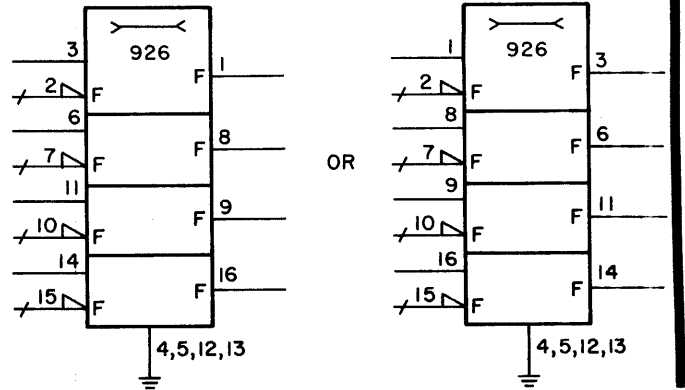 926 926
3 1 1 3
F F
2 F 2 F
6 8 8 6
F F
7 F 7 F
OR
11 9 9 11
F F
10 F 10 F
14 16 16 14
F F
15 F 15 F
4,5,12,13 4,5,12,13